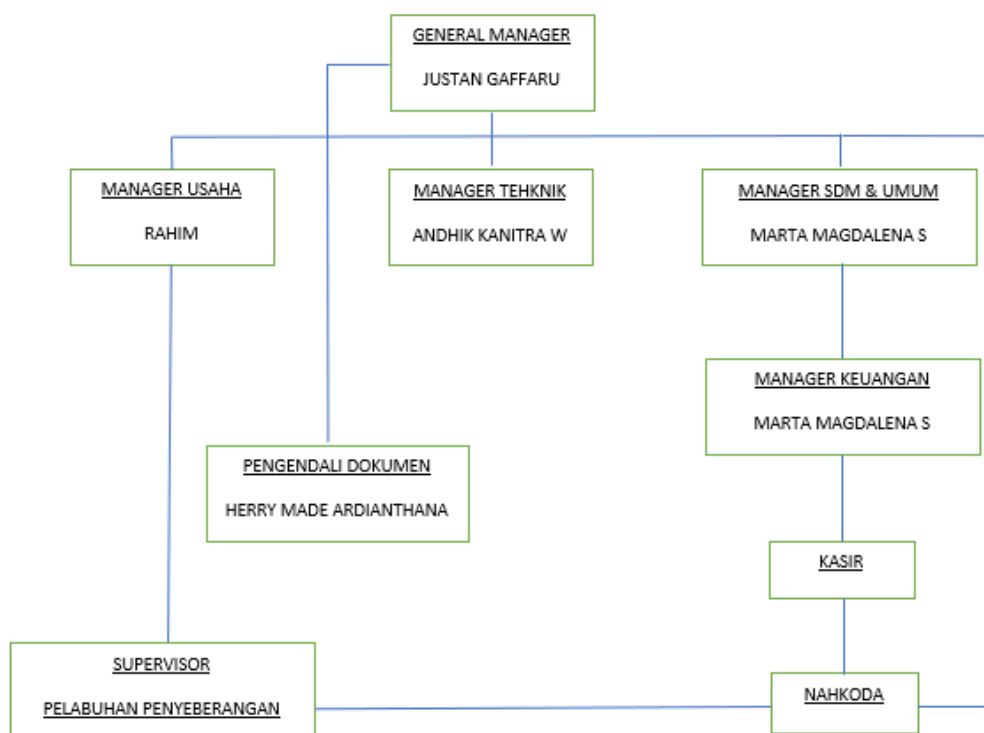 GENERAL MANAGER
JUSTAN GAFFARU
MANAGER USAHA
RAHIM
MANAGER TEHKNIK
ANDHIK KANITRA W
MANAGER SDM & UMUM
MARTA MAGDALENA S
MANAGER KEUANGAN
MARTA MAGDALENA S
PENGENDALI DOKUMEN
HERRY MADE ARDIANTHANA
KASIR
SUPERVISOR
PELABUHAN PENYEBERANGAN
NAHKODA